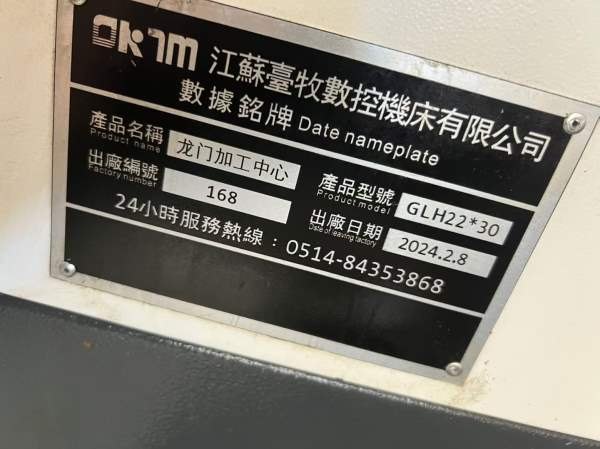 OKIM 江蘇臺牧數控機床有限公司
數據銘牌 Date nameplate
產品名稱 龙门加工中心 產品型號 GLH22*30
Product name Product model
出廠編號 168 出廠日期 2024.2.8
Factory number Date of leaving factory
24小時服務熱線：0514-84353868